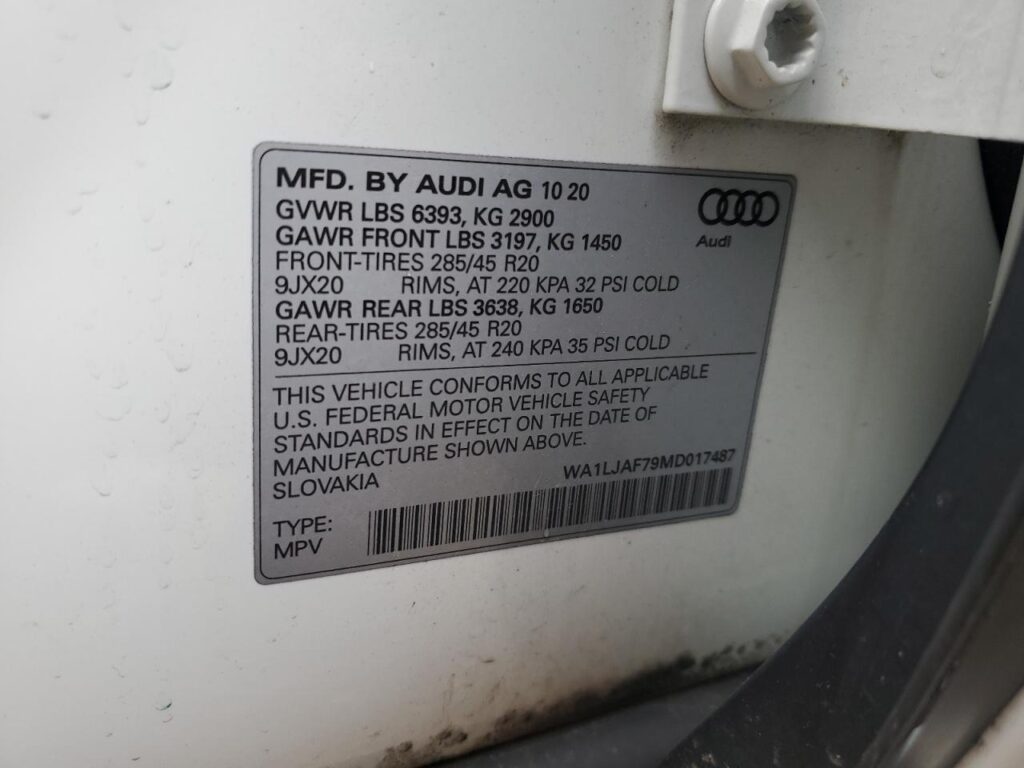 MFD. BY AUDI AG 10 20
GVWR LBS 6393, KG 2900
GAWR FRONT LBS 3197, KG 1450
FRONT-TIRES 285/45 R20
9JX20 RIMS, AT 220 KPA 32 PSI COLD
GAWR REAR LBS 3638, KG 1650
REAR-TIRES 285/45 R20
9JX20 RIMS, AT 240 KPA 35 PSI COLD
Audi
THIS VEHICLE CONFORMS TO ALL APPLICABLE
U.S. FEDERAL MOTOR VEHICLE SAFETY
STANDARDS IN EFFECT ON THE DATE OF
MANUFACTURE SHOWN ABOVE.
SLOVAKIA
WA1LJAF79MD017487
TYPE:
MPV